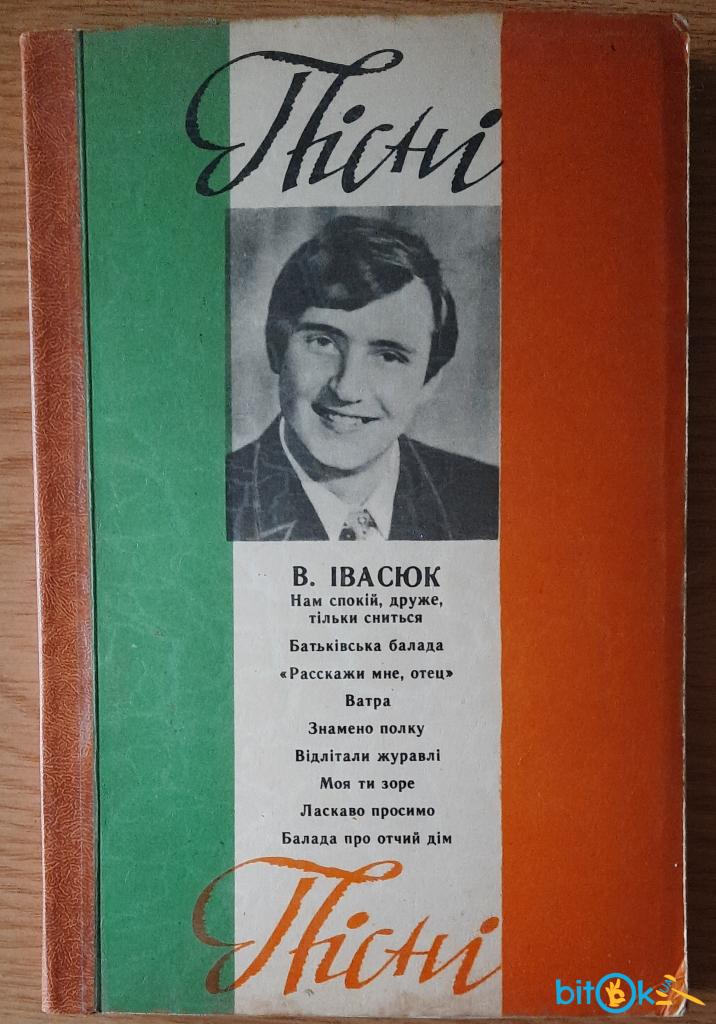 Пісні
В. ІВАСЮК
Нам спокій, друже,
тільки сниться
Батьківська балада
«Расскажи мне, отец»
Ватра
Знамено полку
Відлітали журавлі
Моя ти зоре
Ласкаво просимо
Балада про отчий дім
Пісні
bitok.ua